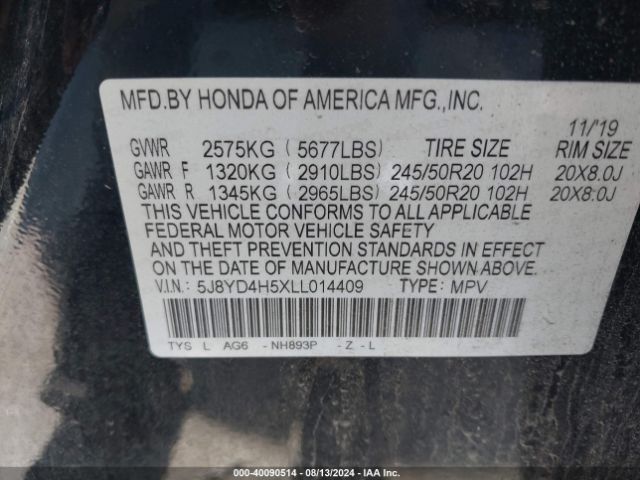 MFD.BY HONDA OF AMERICA MFG.,INC.
11/'19
GVWR 2575KG ( 5677LBS) TIRE SIZE RIM SIZE
GAWR F 1320KG ( 2910LBS) 245/50R20 102H 20X8.0J
GAWR R 1345KG ( 2965LBS) 245/50R20 102H 20X8.0J
THIS VEHICLE CONFORMS TO ALL APPLICABLE
FEDERAL MOTOR VEHICLE SAFETY
AND THEFT PREVENTION STANDARDS IN EFFECT
ON THE DATE OF MANUFACTURE SHOWN ABOVE.
V.I.N.: 5J8YD4H5XLL014409 TYPE: MPV
TYS L AG6 -NH893P -Z -L
000-40090514 - 08/13/2024 - IAA Inc.